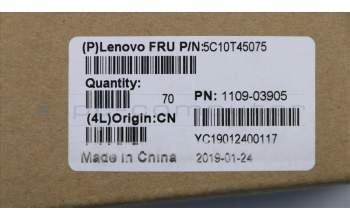 (P)Lenovo FRU P/N:5C10T45075
Quantity:
70 PN: 1109-03905
(4L)Origin:CN
YC19012400117
Made in China 2019-01-24